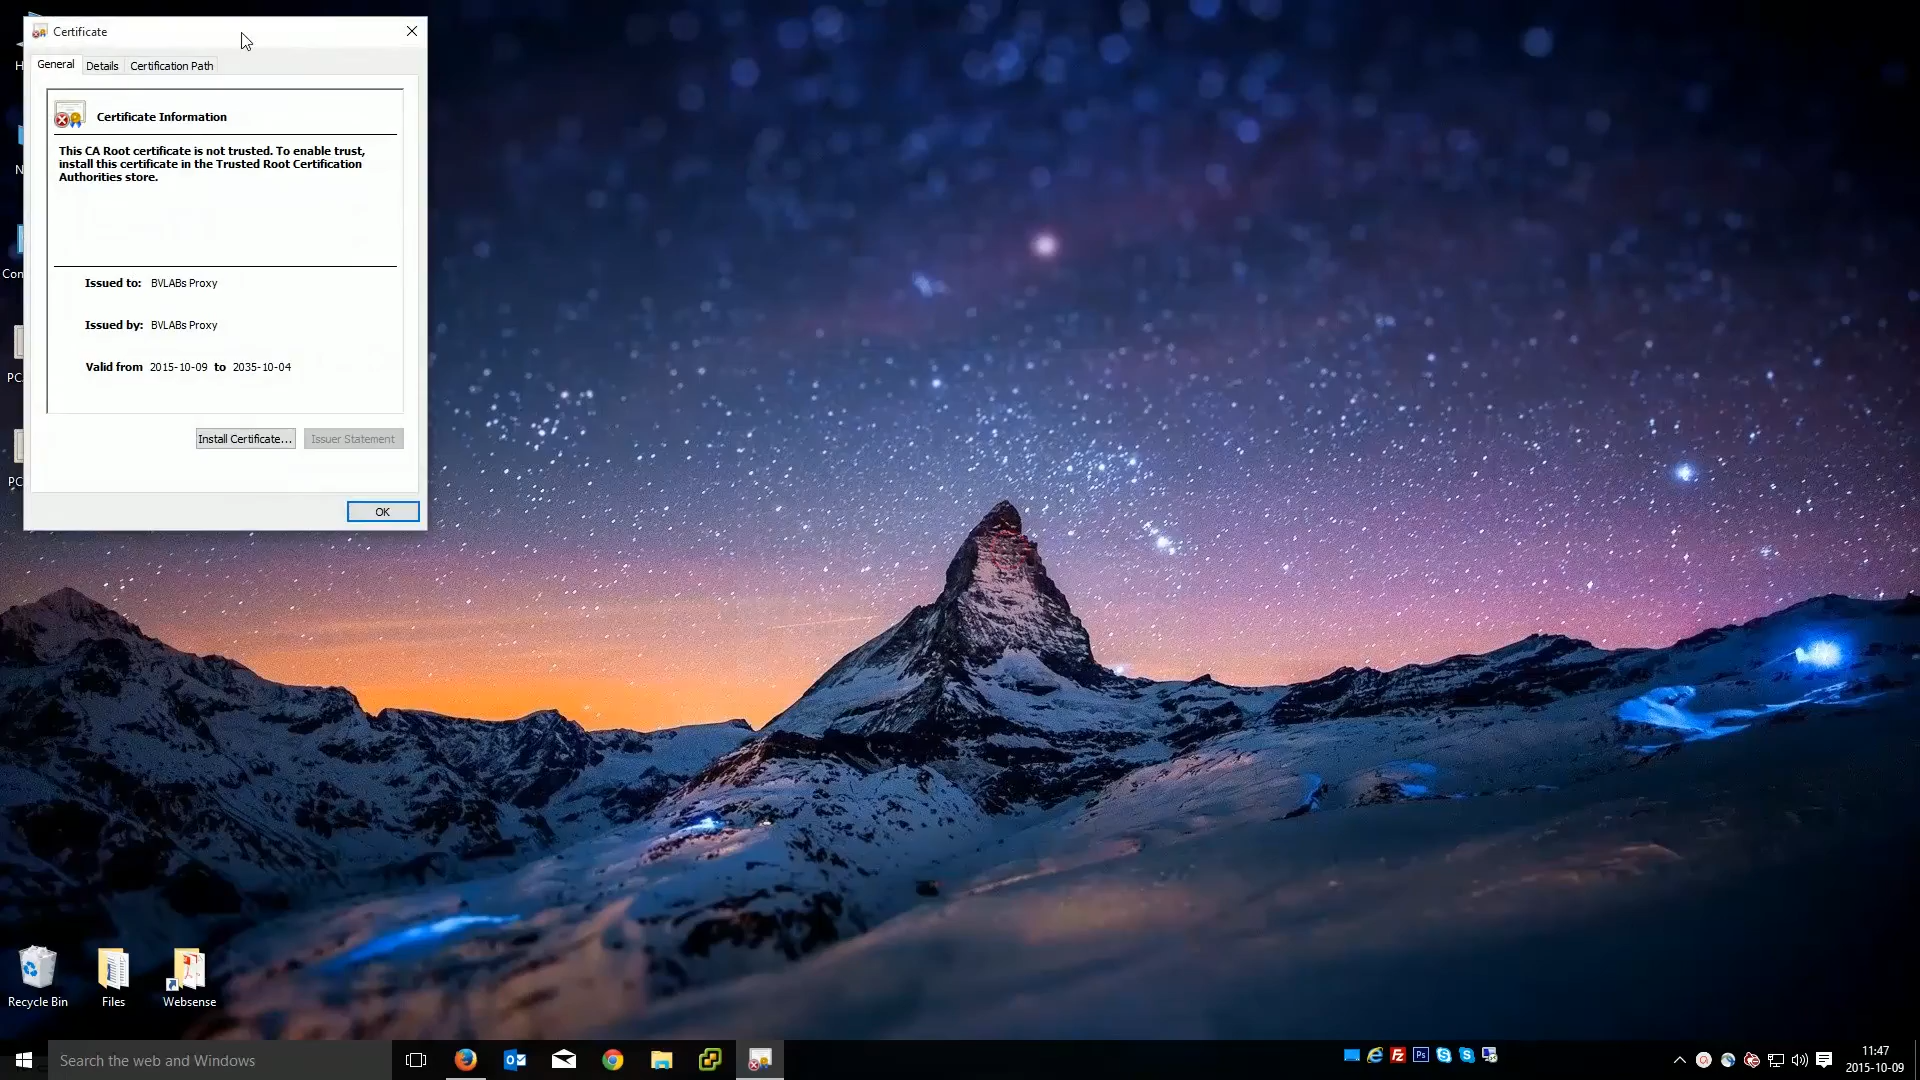 Certificate
General Details Certification Path
Certificate Information
This CA Root certificate is not trusted. To enable trust,
install this certificate in the Trusted Root Certification
Authorities store.
Issued to: BVLABs Proxy
Issued by: BVLABs Proxy
Valid from 2015-10-09 to 2035-10-04
Install Certificate... Issuer Statement
OK
H
N
Con
PC
PC
Recycle Bin
Files
Websense
Search the web and Windows
11:47
2015-10-09